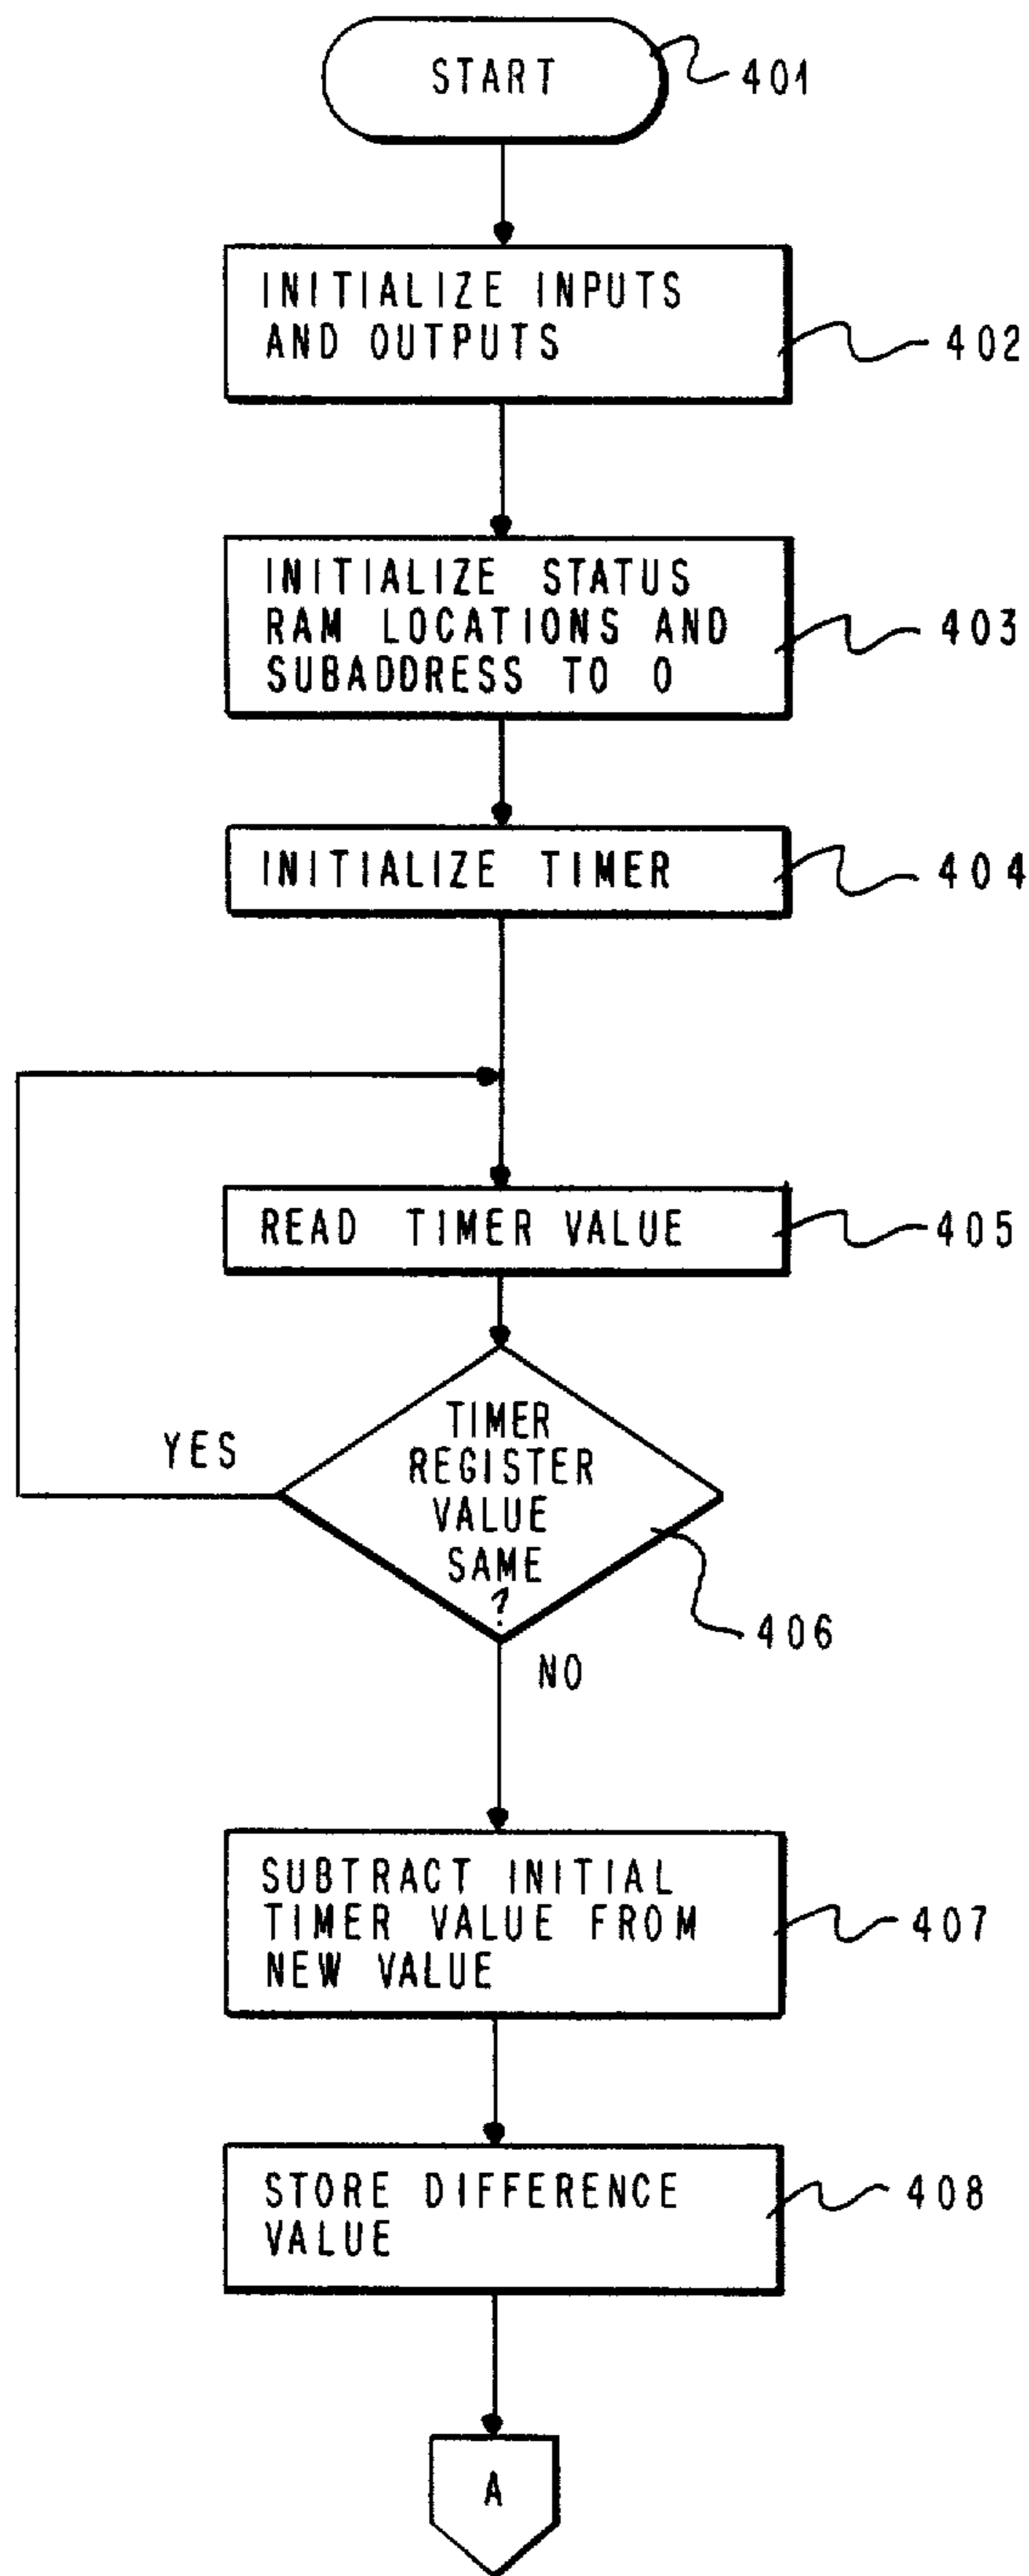 START
401
INITIALIZE INPUTS
AND OUTPUTS
402
INITIALIZE STATUS
RAM LOCATIONS AND
SUBADDRESS TO 0
403
INITIALIZE TIMER
404
READ TIMER VALUE
405
YES
TIMER
REGISTER
VALUE
SAME
?
406
NO
SUBTRACT INITIAL
TIMER VALUE FROM
NEW VALUE
407
STORE DIFFERENCE
VALUE
408
A